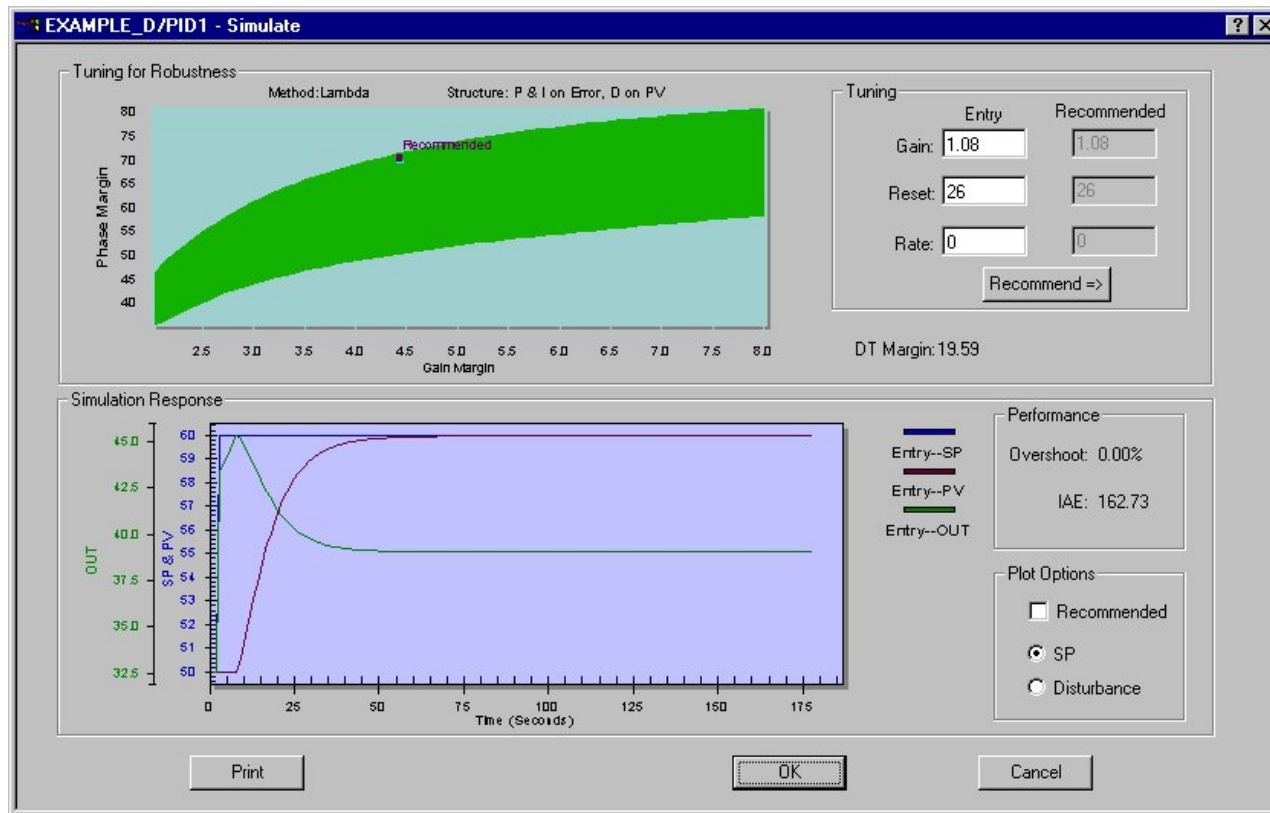 EXAMPLE_D/PID1 - Simulate
Tuning for Robustness
Method:Lambda Structure: P & I on Error, D on PV
80
75
70
65
60
55
50
45
40
Phase Margin
Recommended
2.5 3.0 3.5 4.0 4.5 5.0 5.5 6.0 6.5 7.0 7.5 8.0
Gain Margin
Tuning
Entry Recommended
Gain: 1.08 1.08
Reset: 26 26
Rate: 0 0
Recommend =>
DT Margin: 19.59
Simulation Response
OUT
45.0
42.5
40.0
37.5
35.0
32.5
SP & PV
60
59
58
57
56
55
54
53
52
51
50
0 25 50 75 100 125 150 175
Time (Seconds)
Entry--SP
Entry--PV
Entry--OUT
Performance
Overshoot: 0.00%
IAE: 162.73
Plot Options
Recommended
SP
Disturbance
Print OK Cancel